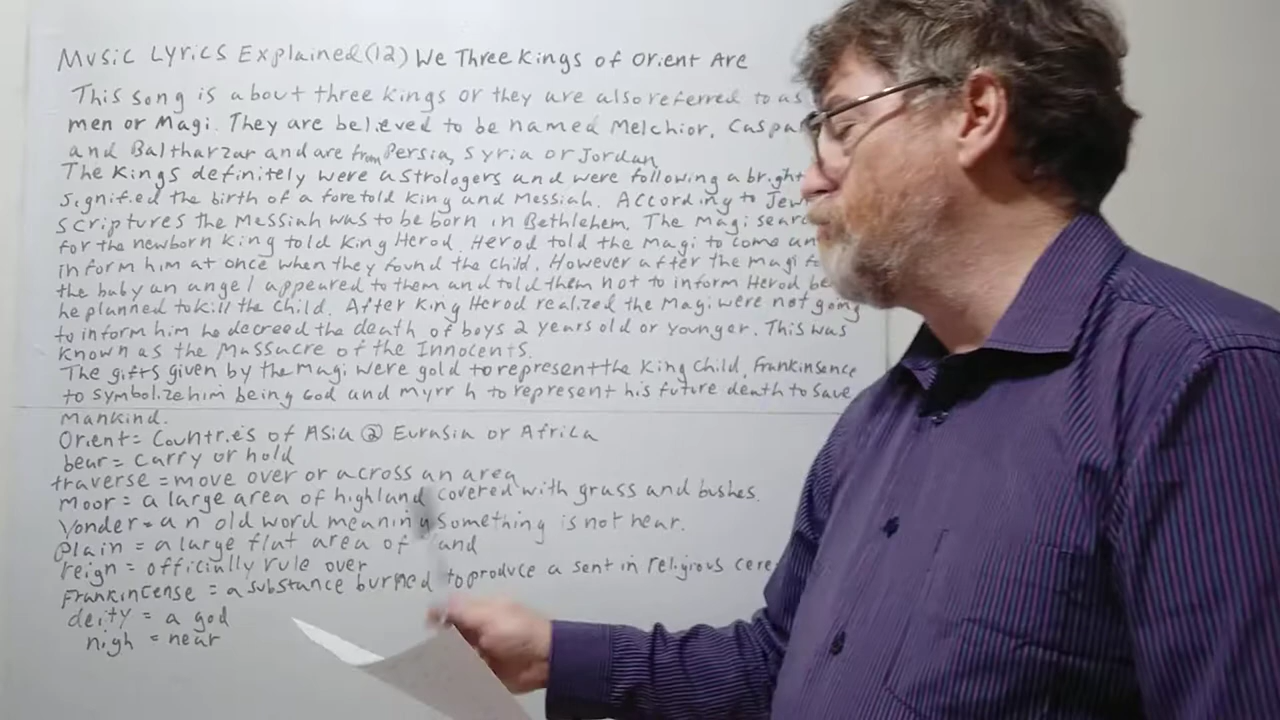 Music Lyrics Explained (12) We Three Kings of Orient Are
This song is about three kings or they are also referred to as
men or Magi. They are believed to be named Melchior, Caspa
and Baltharzar and are from Persia, Syria or Jordan
The Kings definitely were astrologers and were following a bright
signified the birth of a foretold King and Messiah. According to Jew
scriptures the Messiah was to be born in Bethlehem. The Magi searc
for the newborn King told King Herod. Herod told the Magi to come an
inform him at once when they found the child. However after the magi f
the baby an angel appeared to them and told them not to inform Herod be
he planned to kill the child. After King Herod realized the Magi were not going
to inform him he decreed the death of boys 2 years old or younger. This was
known as the Massacre of the Innocents.
The gifts given by the Magi were gold to represent the King child, Frankinsence
to symbolize him being God and myrrh to represent his future death to save
mankind.
Orient = Countries of Asia ② Eurasia or Africa
bear = carry or hold
traverse = move over or across an area
Moor = a large area of highland covered with grass and bushes.
Yonder = an old word meaning something is not near.
Plain = a large flat area of land
reign = officially rule over
Frankincense = a substance burned to produce a sent in religious cere
deity = a god
nigh = near